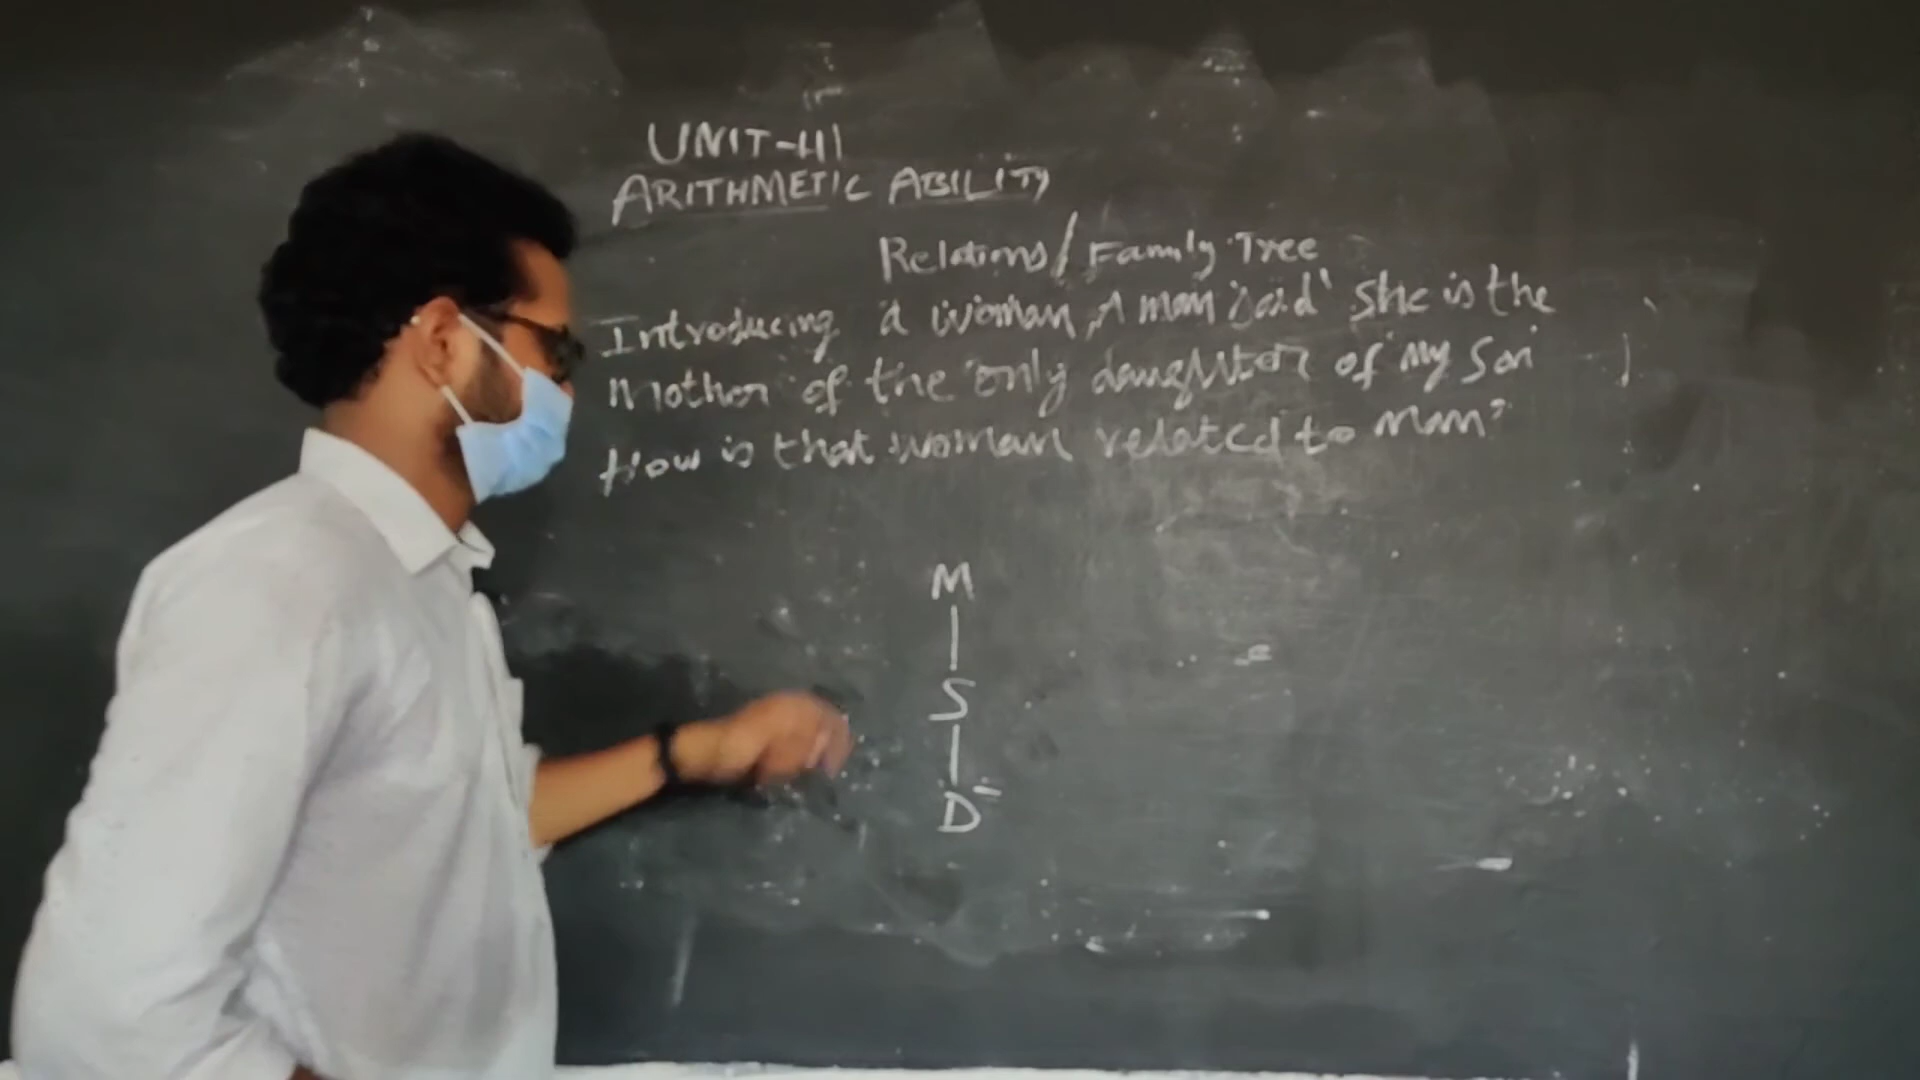 UNIT-III
ARITHMETIC ABILITY
Relations/Family Tree
Introducing a woman, A man said' She is the
Mother of the only daughter of my Son
How is that woman related to Man?
M
S
D